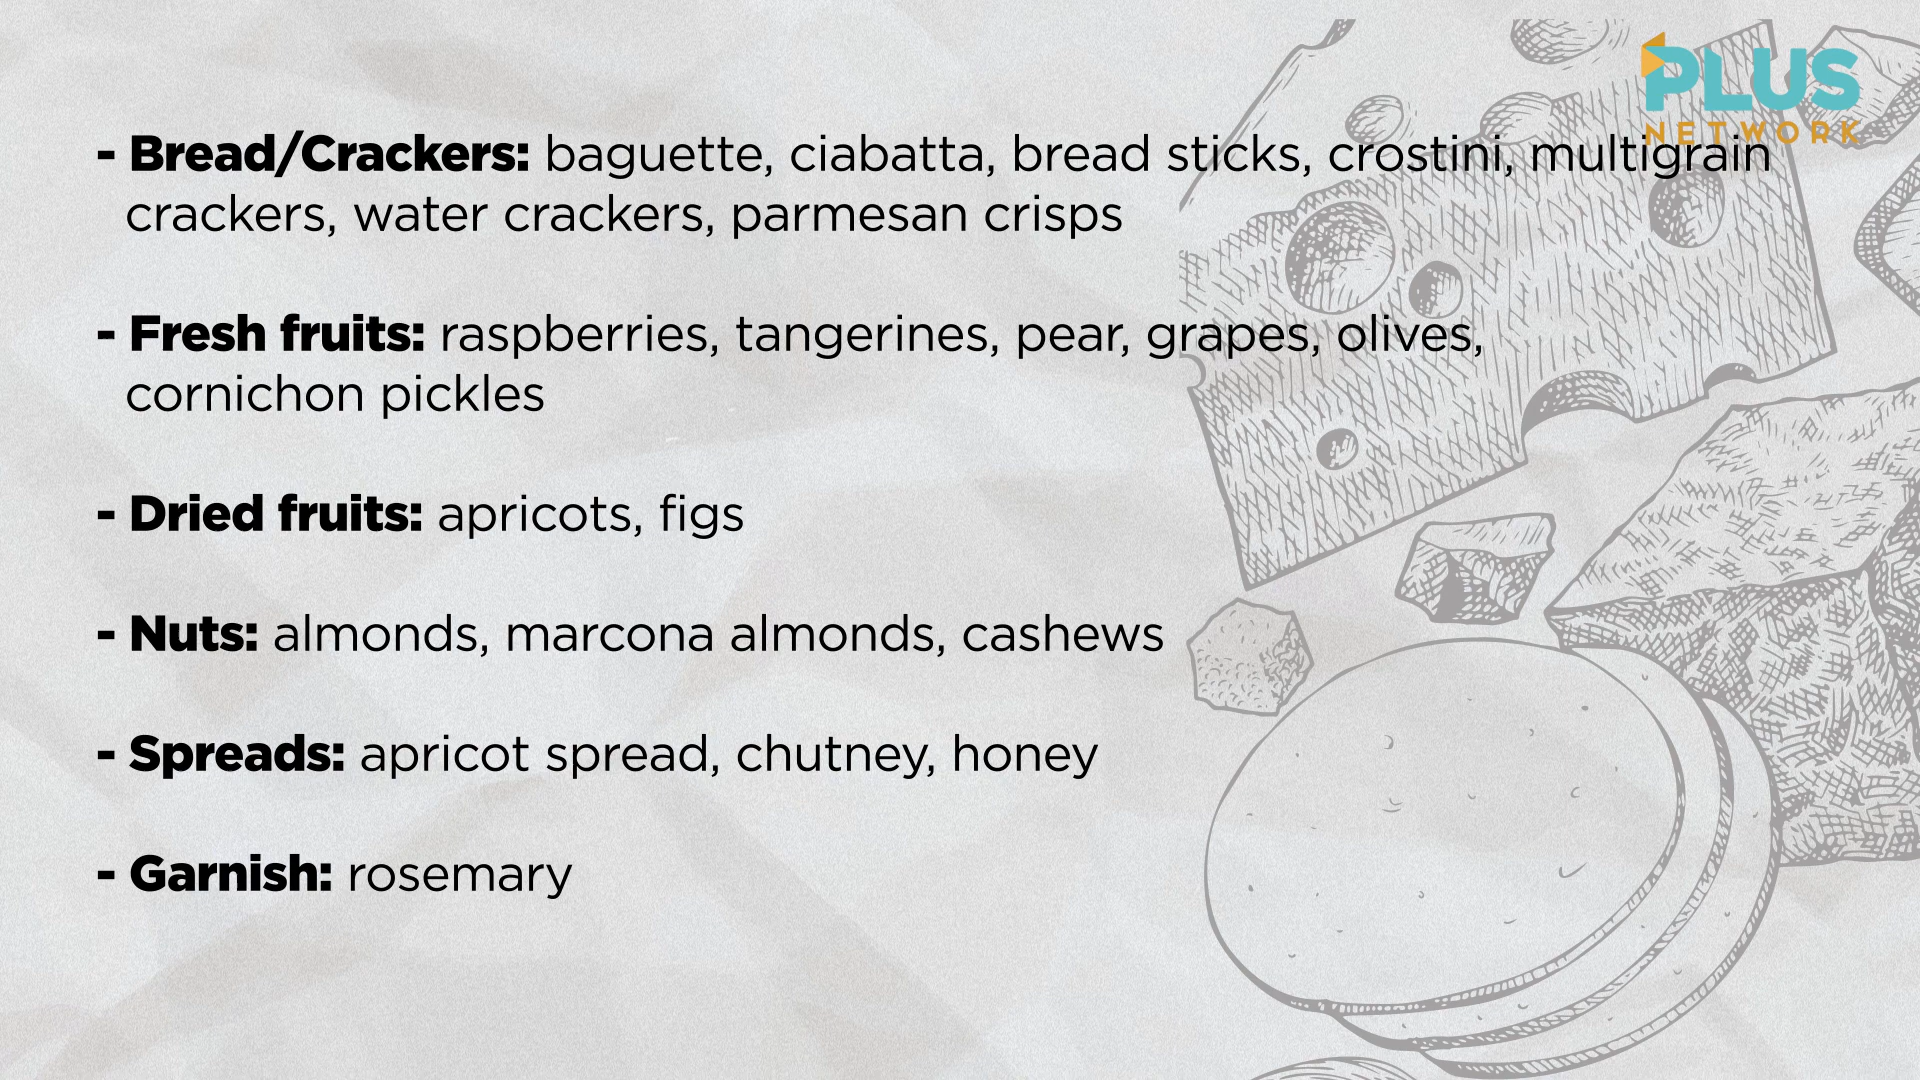 PLUS
NETWORK
- Bread/Crackers: baguette, ciabatta, bread sticks, crostini, multigrain
crackers, water crackers, parmesan crisps
- Fresh fruits: raspberries, tangerines, pear, grapes, olives,
cornichon pickles
- Dried fruits: apricots, figs
- Nuts: almonds, marcona almonds, cashews
- Spreads: apricot spread, chutney, honey
- Garnish: rosemary